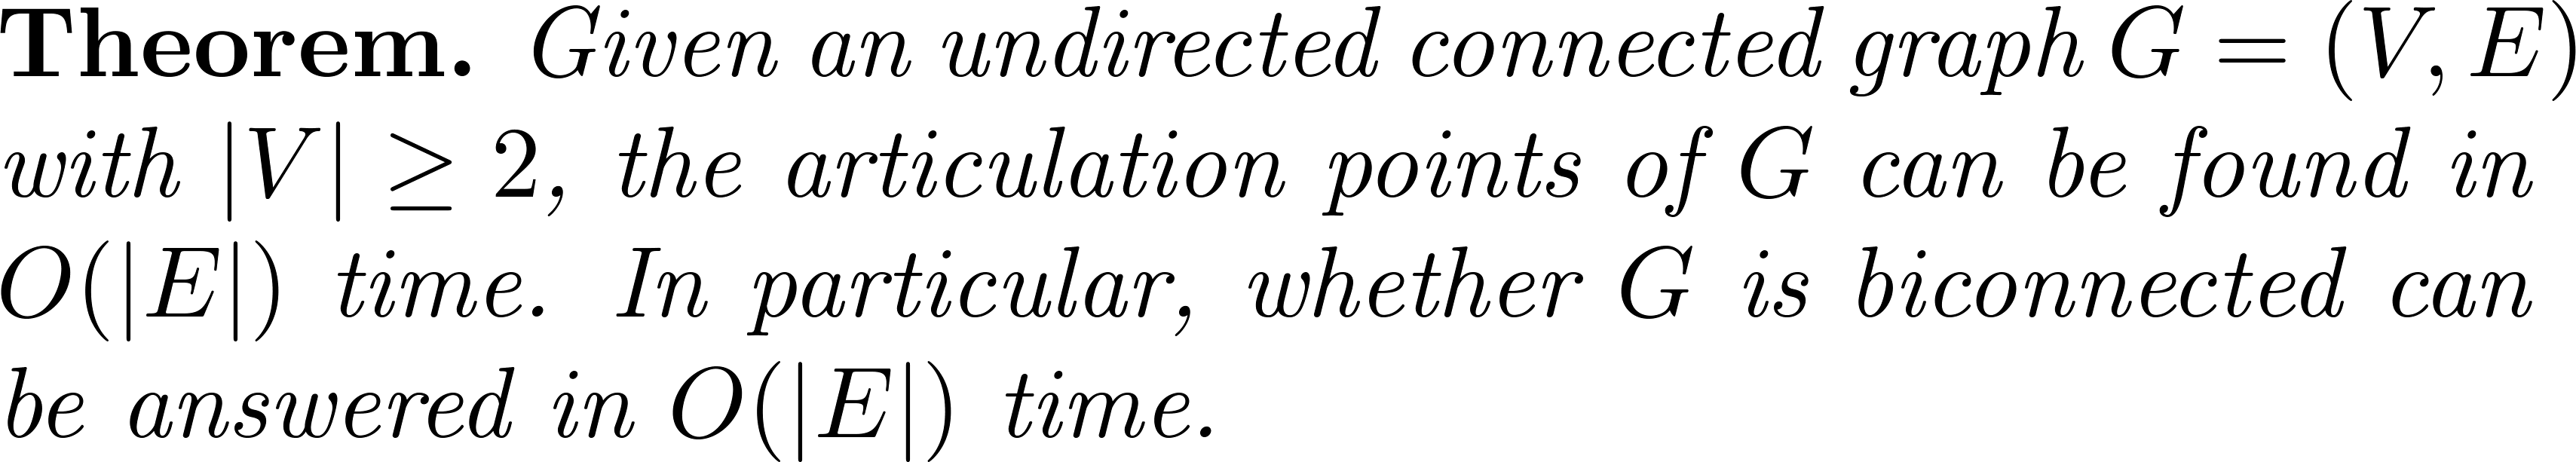 Theorem. Given an undirected connected graph G = (V, E)
with |V| ≥ 2, the articulation points of G can be found in
O(|E|) time. In particular, whether G is biconnected can
be answered in O(|E|) time.